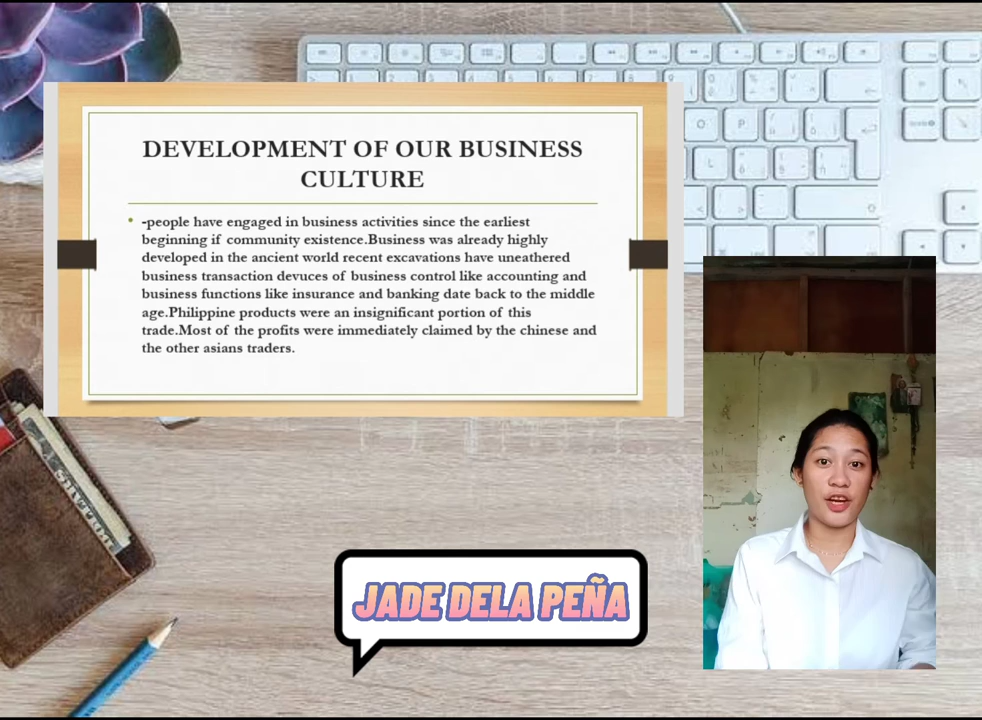 DEVELOPMENT OF OUR BUSINESS
CULTURE
• -people have engaged in business activities since the earliest
beginning if community existence.Business was already highly
developed in the ancient world recent excavations have uneathered
business transaction devuces of business control like accounting and
business functions like insurance and banking date back to the middle
age.Philippine products were an insignificant portion of this
trade.Most of the profits were immediately claimed by the chinese and
the other asians traders.
JADE DELA PEÑA